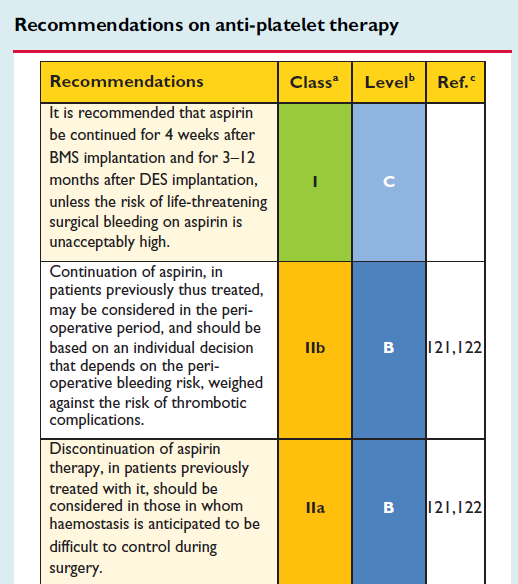 Recommendations on anti-platelet therapy
Recommendations Classᵃ Levelᵇ Ref.ᶜ
It is recommended that aspirin
be continued for 4 weeks after
BMS implantation and for 3–12
months after DES implantation,
unless the risk of life-threatening
surgical bleeding on aspirin is
unacceptably high.
I C
Continuation of aspirin, in
patients previously thus treated,
may be considered in the peri-
operative period, and should be
based on an individual decision
that depends on the peri-
operative bleeding risk, weighed
against the risk of thrombotic
complications.
IIb B 121,122
Discontinuation of aspirin
therapy, in patients previously
treated with it, should be
considered in those in whom
haemostasis is anticipated to be
difficult to control during
surgery.
IIa B 121,122